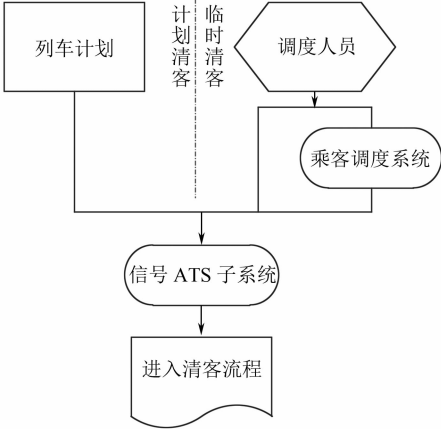 列车计划
计划清客
临时清客
调度人员
乘客调度系统
信号 ATS 子系统
进入清客流程